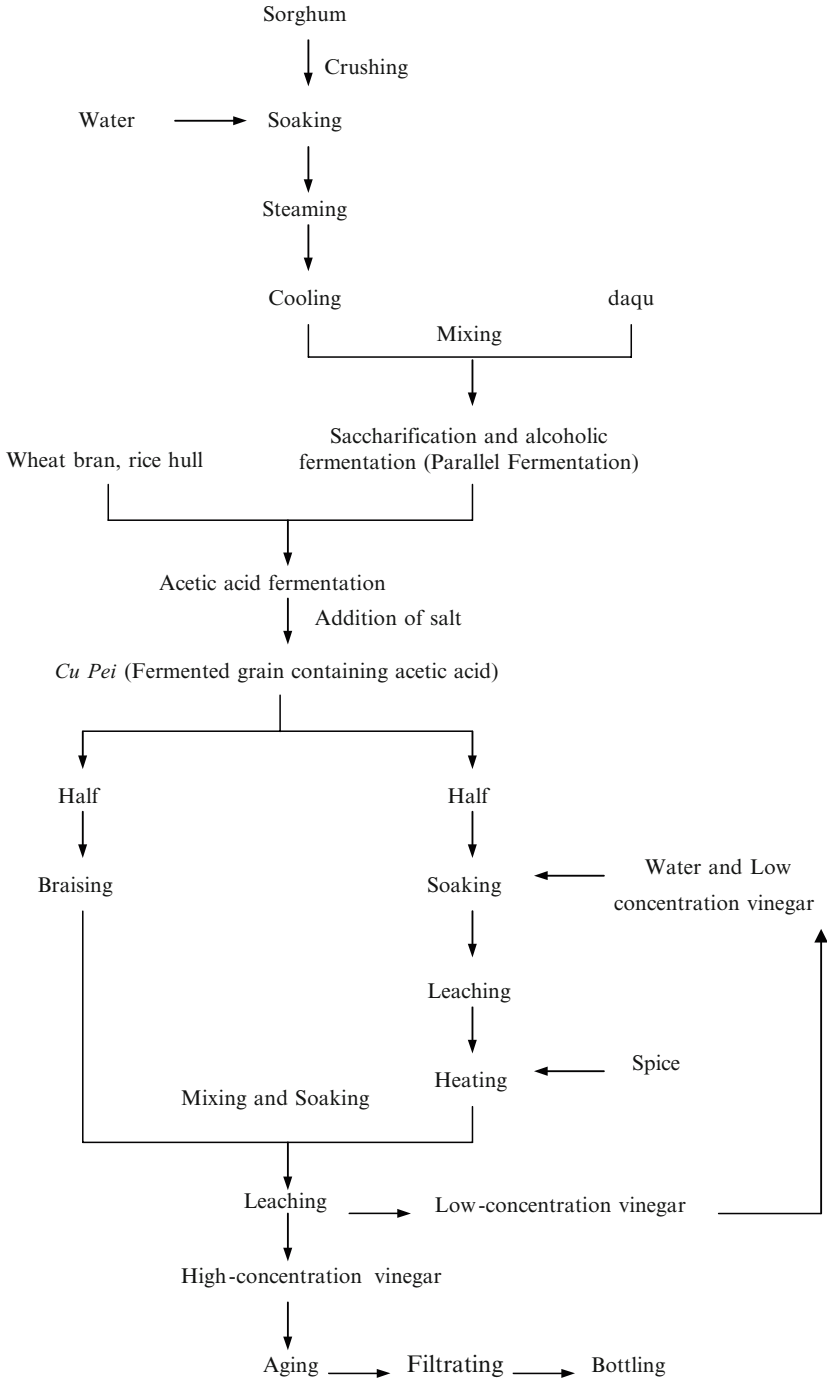 Sorghum
Crushing
Water
Soaking
Steaming
Cooling
daqu
Mixing
Saccharification and alcoholic
fermentation (Parallel Fermentation)
Wheat bran, rice hull
Acetic acid fermentation
Addition of salt
Cu Pei (Fermented grain containing acetic acid)
Half
Half
Braising
Soaking
Water and Low
concentration vinegar
Leaching
Heating
Spice
Mixing and Soaking
Leaching
Low-concentration vinegar
High-concentration vinegar
Aging
Filtrating
Bottling